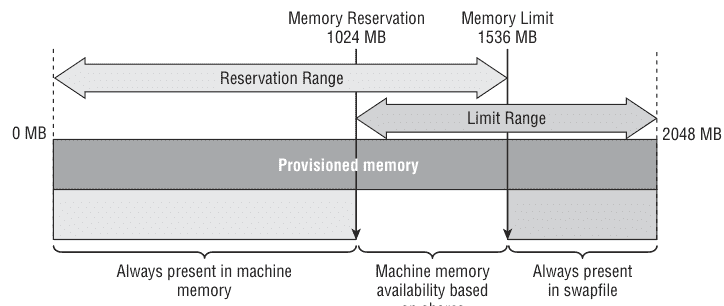 Memory Reservation
1024 MB
Memory Limit
1536 MB
Reservation Range
Limit Range
0 MB
2048 MB
Provisioned memory
Always present in machine
memory
Machine memory
availability based
Always present
in swapfile